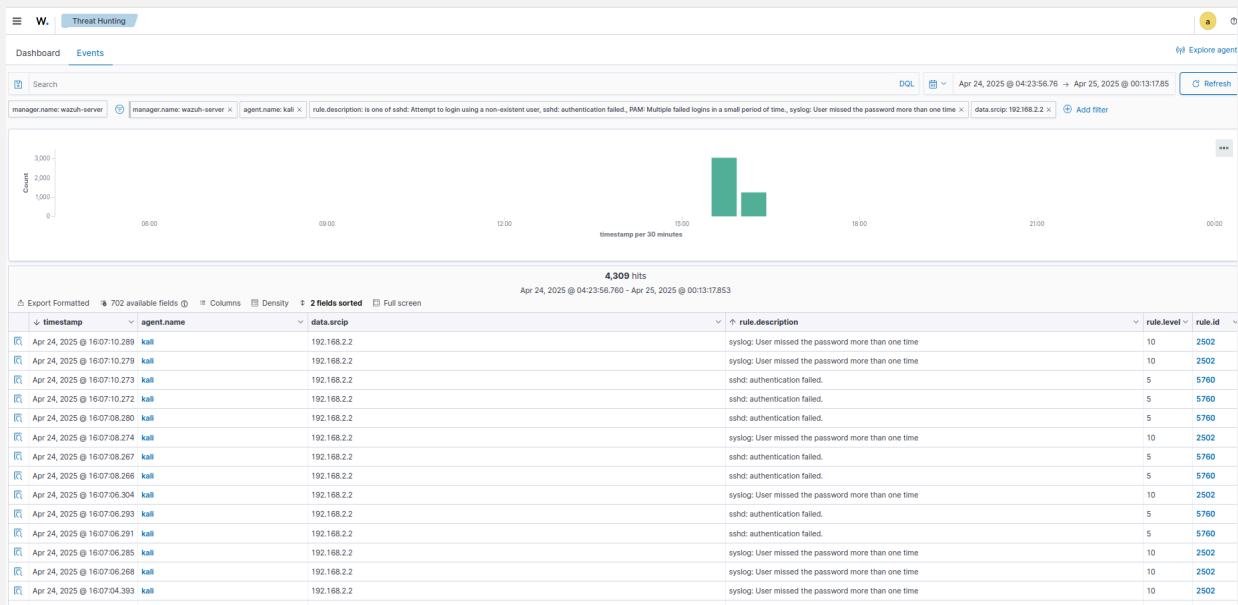 W. Threat Hunting a
Dashboard Events Explore agent
Search DQL Apr 24, 2025 @ 04:23:56.76 → Apr 25, 2025 @ 00:13:17.85 Refresh
manager.name: wazuh-server manager.name: wazuh-server × agent.name: kali × rule.description: is one of sshd: Attempt to login using a non-existent user, sshd: authentication failed., PAM: Multiple failed logins in a small period of time., syslog: User missed the password more than one time × data.srcip: 192.168.2.2 × Add filter
3,000
2,000
1,000
0
Count
06:00 09:00 12:00 15:00 18:00 21:00 00:00
timestamp per 30 minutes
4,309 hits
Apr 24, 2025 @ 04:23:56.760 - Apr 25, 2025 @ 00:13:17.853
Export Formatted 702 available fields Columns Density 2 fields sorted Full screen
timestamp agent.name data.srcip rule.description rule.level rule.id
Apr 24, 2025 @ 16:07:10.289 kali 192.168.2.2 syslog: User missed the password more than one time 10 2502
Apr 24, 2025 @ 16:07:10.279 kali 192.168.2.2 syslog: User missed the password more than one time 10 2502
Apr 24, 2025 @ 16:07:10.273 kali 192.168.2.2 sshd: authentication failed. 5 5760
Apr 24, 2025 @ 16:07:10.272 kali 192.168.2.2 sshd: authentication failed. 5 5760
Apr 24, 2025 @ 16:07:08.280 kali 192.168.2.2 sshd: authentication failed. 5 5760
Apr 24, 2025 @ 16:07:08.274 kali 192.168.2.2 syslog: User missed the password more than one time 10 2502
Apr 24, 2025 @ 16:07:08.267 kali 192.168.2.2 sshd: authentication failed. 5 5760
Apr 24, 2025 @ 16:07:08.266 kali 192.168.2.2 sshd: authentication failed. 5 5760
Apr 24, 2025 @ 16:07:06.304 kali 192.168.2.2 syslog: User missed the password more than one time 10 2502
Apr 24, 2025 @ 16:07:06.293 kali 192.168.2.2 sshd: authentication failed. 5 5760
Apr 24, 2025 @ 16:07:06.291 kali 192.168.2.2 sshd: authentication failed. 5 5760
Apr 24, 2025 @ 16:07:06.285 kali 192.168.2.2 syslog: User missed the password more than one time 10 2502
Apr 24, 2025 @ 16:07:06.268 kali 192.168.2.2 syslog: User missed the password more than one time 10 2502
Apr 24, 2025 @ 16:07:04.393 kali 192.168.2.2 syslog: User missed the password more than one time 10 2502